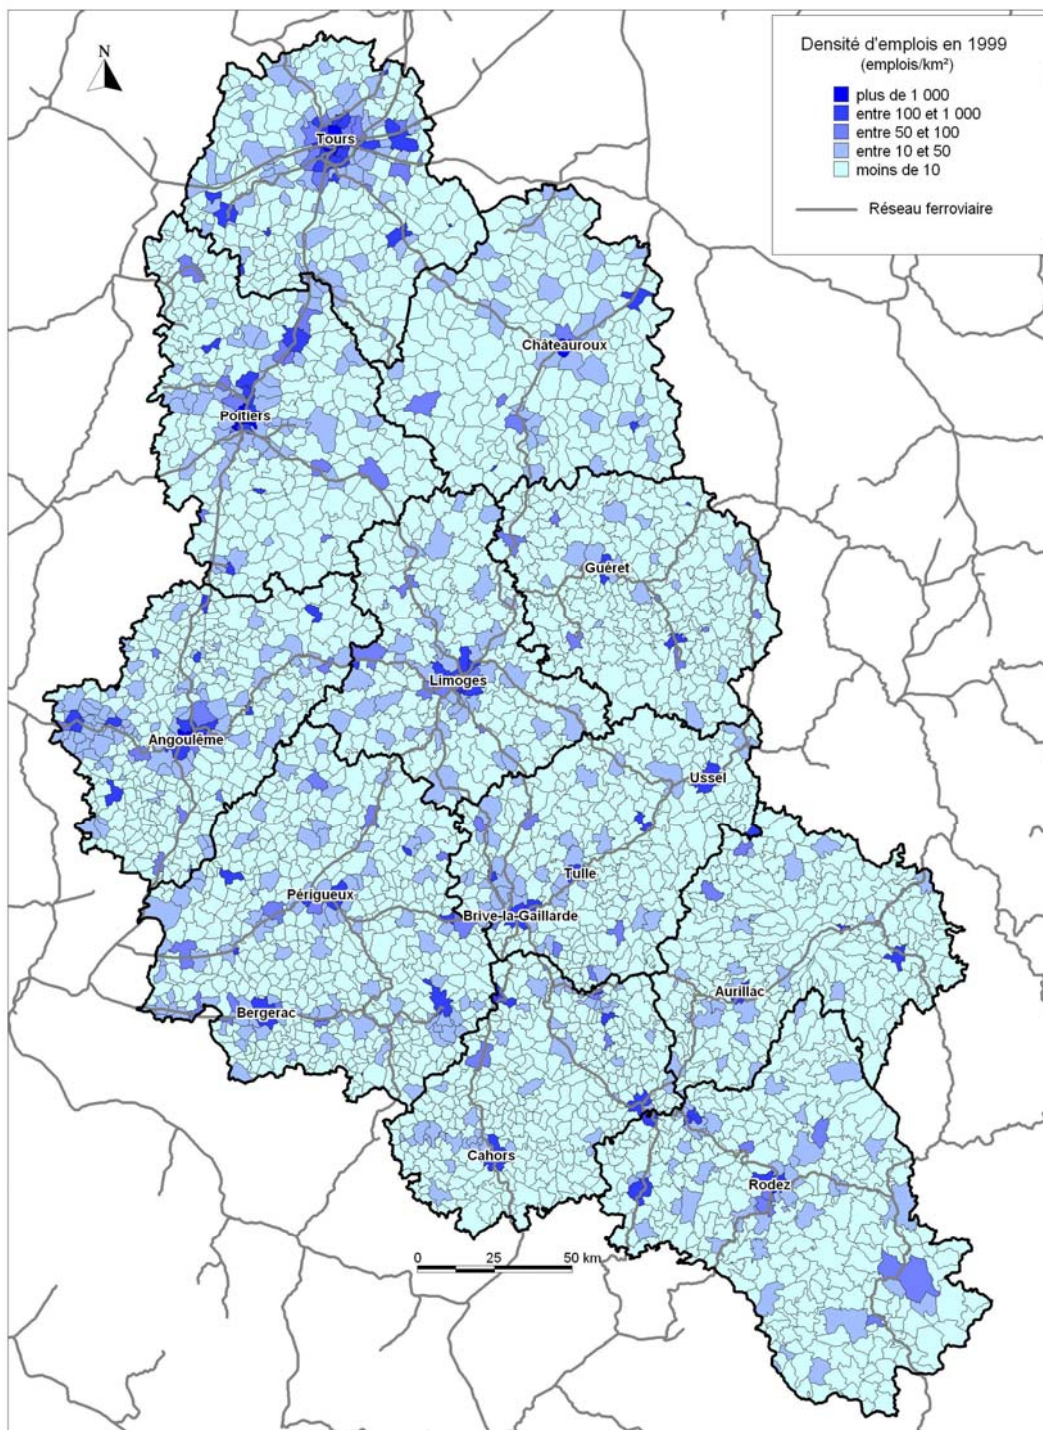 N
Densité d'emplois en 1999
(emplois/km²)
plus de 1 000
entre 100 et 1 000
entre 50 et 100
entre 10 et 50
moins de 10
Réseau ferroviaire
Tours
Châteauroux
Poitiers
Guéret
Limoges
Angoulême
Ussel
Tulle
Périgueux
Brive-la-Gaillarde
Aurillac
Bergerac
Cahors
Rodez
0 25 50 km